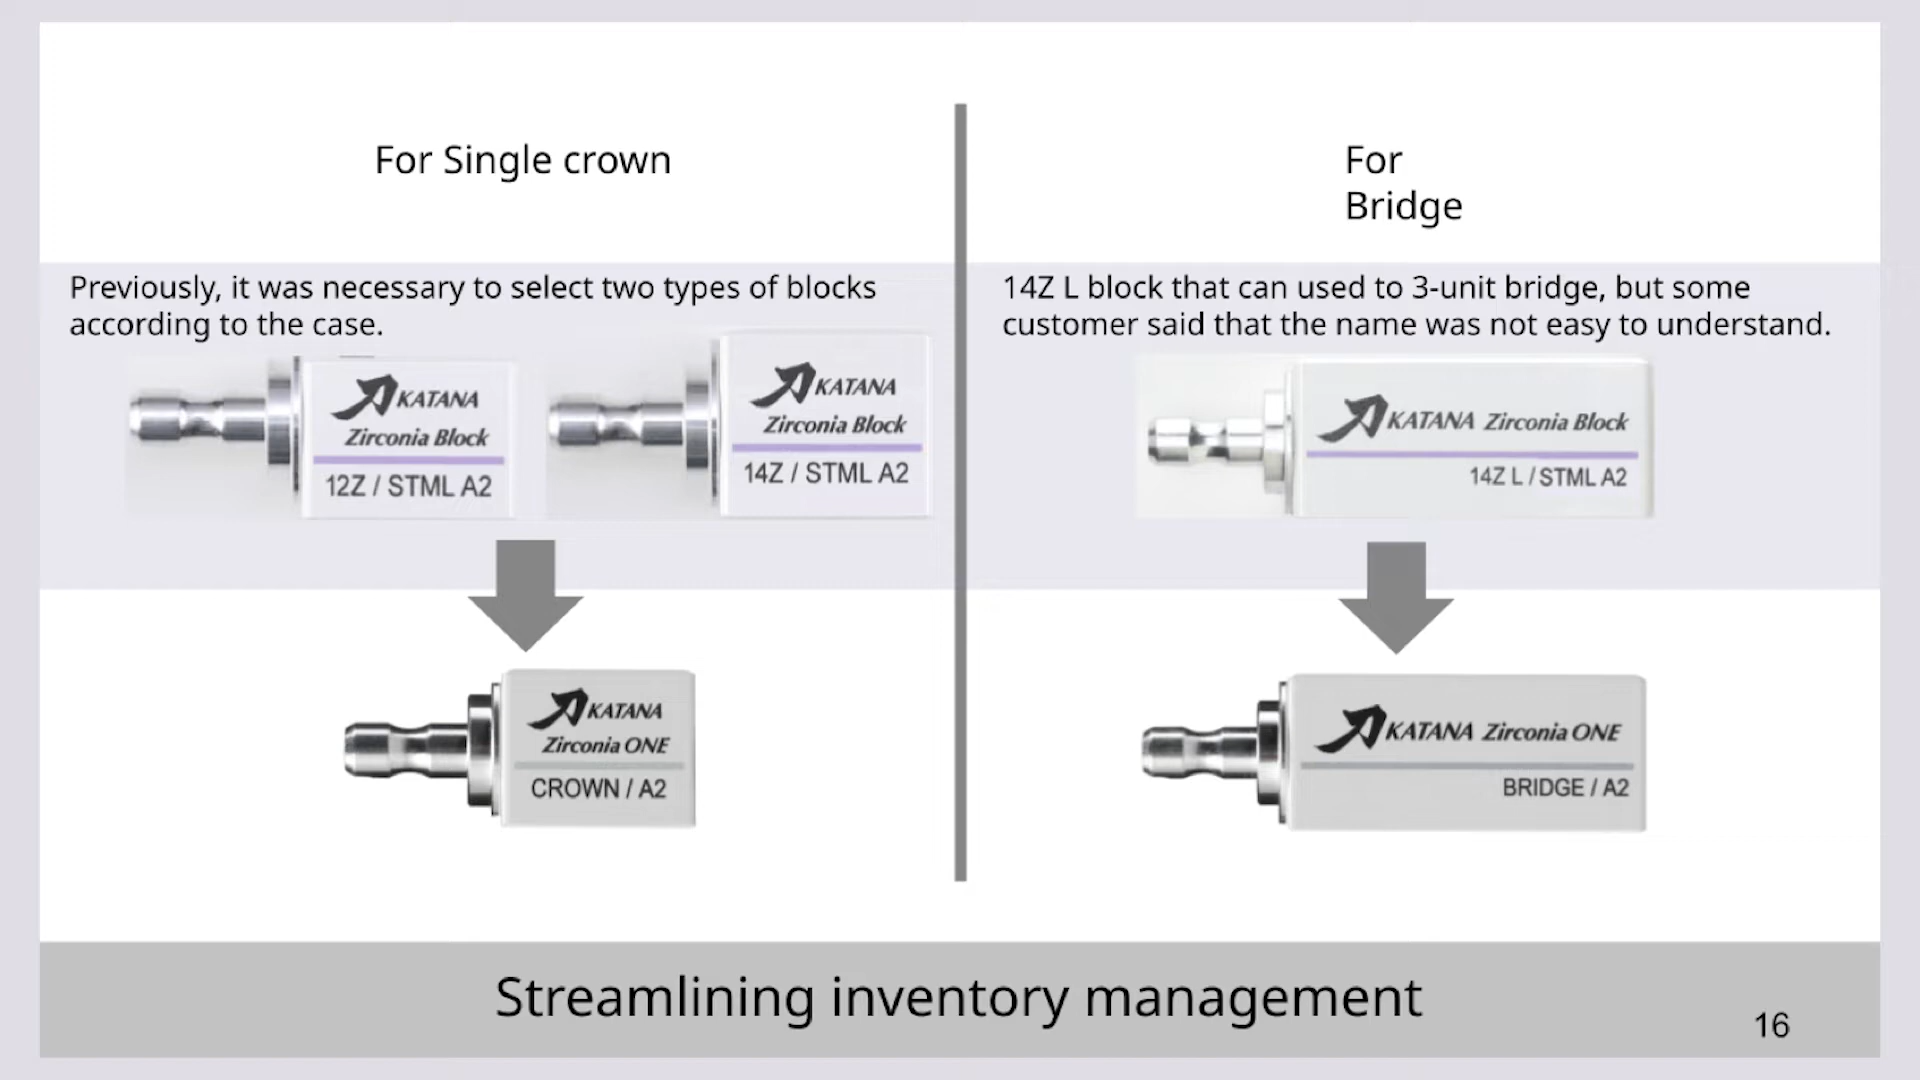 For Single crown
For
Bridge
Previously, it was necessary to select two types of blocks
according to the case.
14Z L block that can used to 3-unit bridge, but some
customer said that the name was not easy to understand.
KATANA
Zirconia Block
12Z / STML A2
KATANA
Zirconia Block
14Z / STML A2
KATANA Zirconia Block
14Z L / STML A2
KATANA
Zirconia ONE
CROWN / A2
KATANA Zirconia ONE
BRIDGE / A2
Streamlining inventory management
16